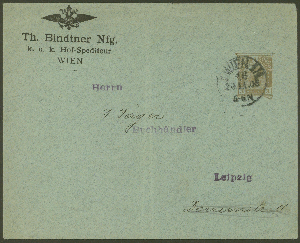 Th. Bindtner Nfg.
k. u. k. Hof-Spediteur
WIEN
WIEN
Herrn
Buchhändler
Leipzig